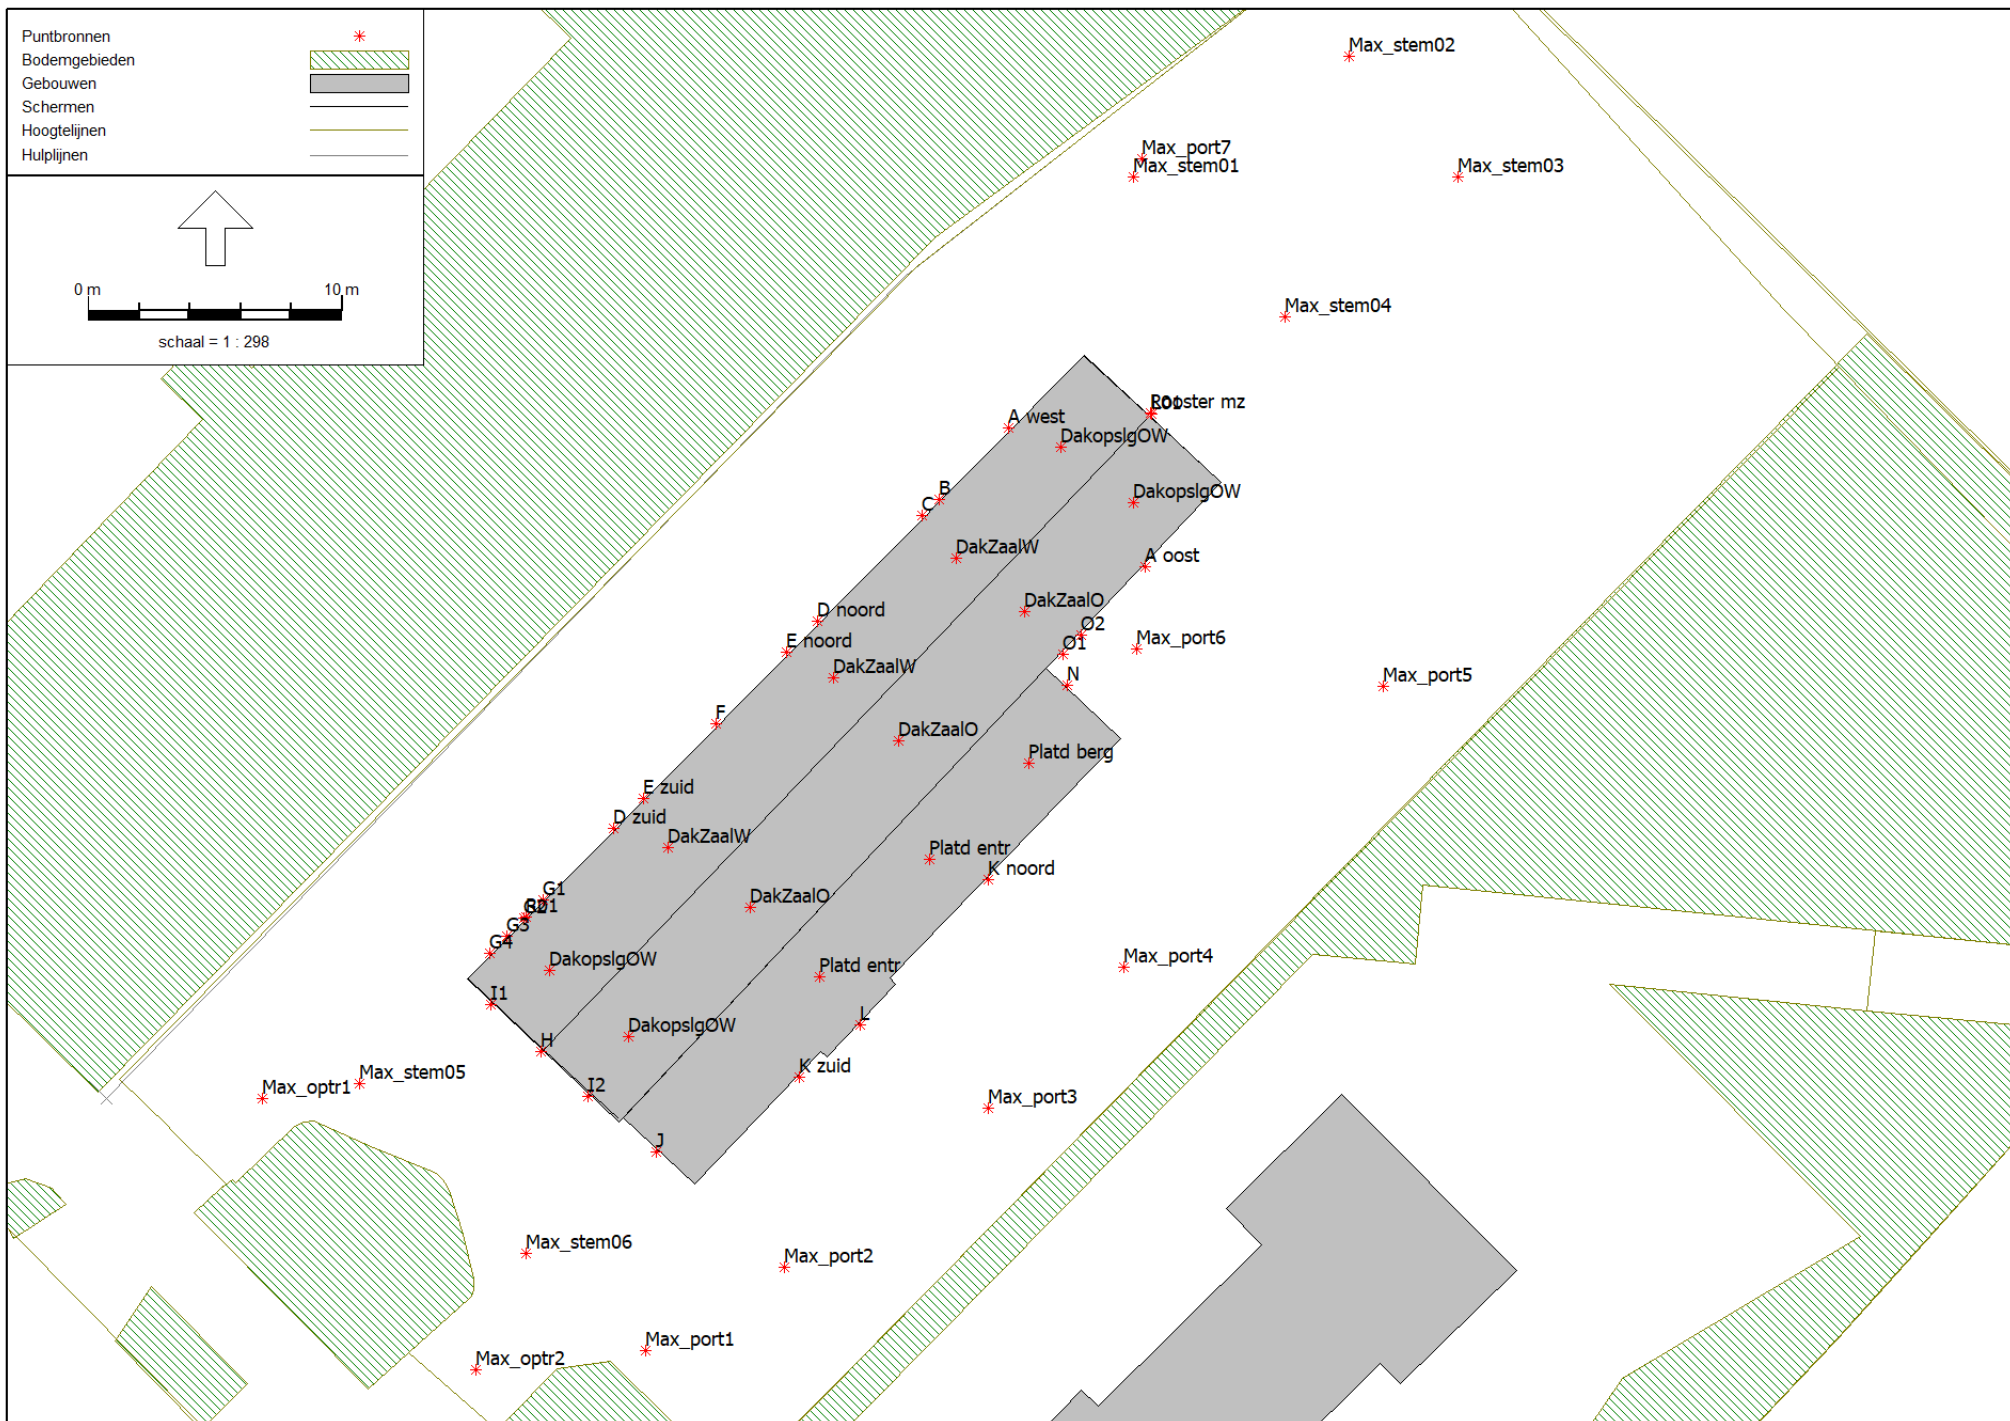 Puntbronnen
Bodemgebieden
Gebouwen
Schermen
Hoogtelijnen
Hulplijnen
0 m 10 m
schaal = 1 : 298
Max_stem02
Max_port7
Max_stem01
Max_stem03
Max_stem04
Rooster mz
A west
DakopslgOW
B
DakopslgOW
C
DakZaalW
A oost
DakZaalO
D noord
O2
Max_port6
E noord
O1
DakZaalW
N
Max_port5
F
DakZaalO
Platd berg
E zuid
D zuid
DakZaalW
Platd entr
K noord
G1
DakZaalO
G3
G4
DakopslgOW
Max_port4
Platd entr
I1
L
DakopslgOW
H
K zuid
Max_stem05
Max_optr1
I2
Max_port3
J
Max_stem06
Max_port2
Max_port1
Max_optr2